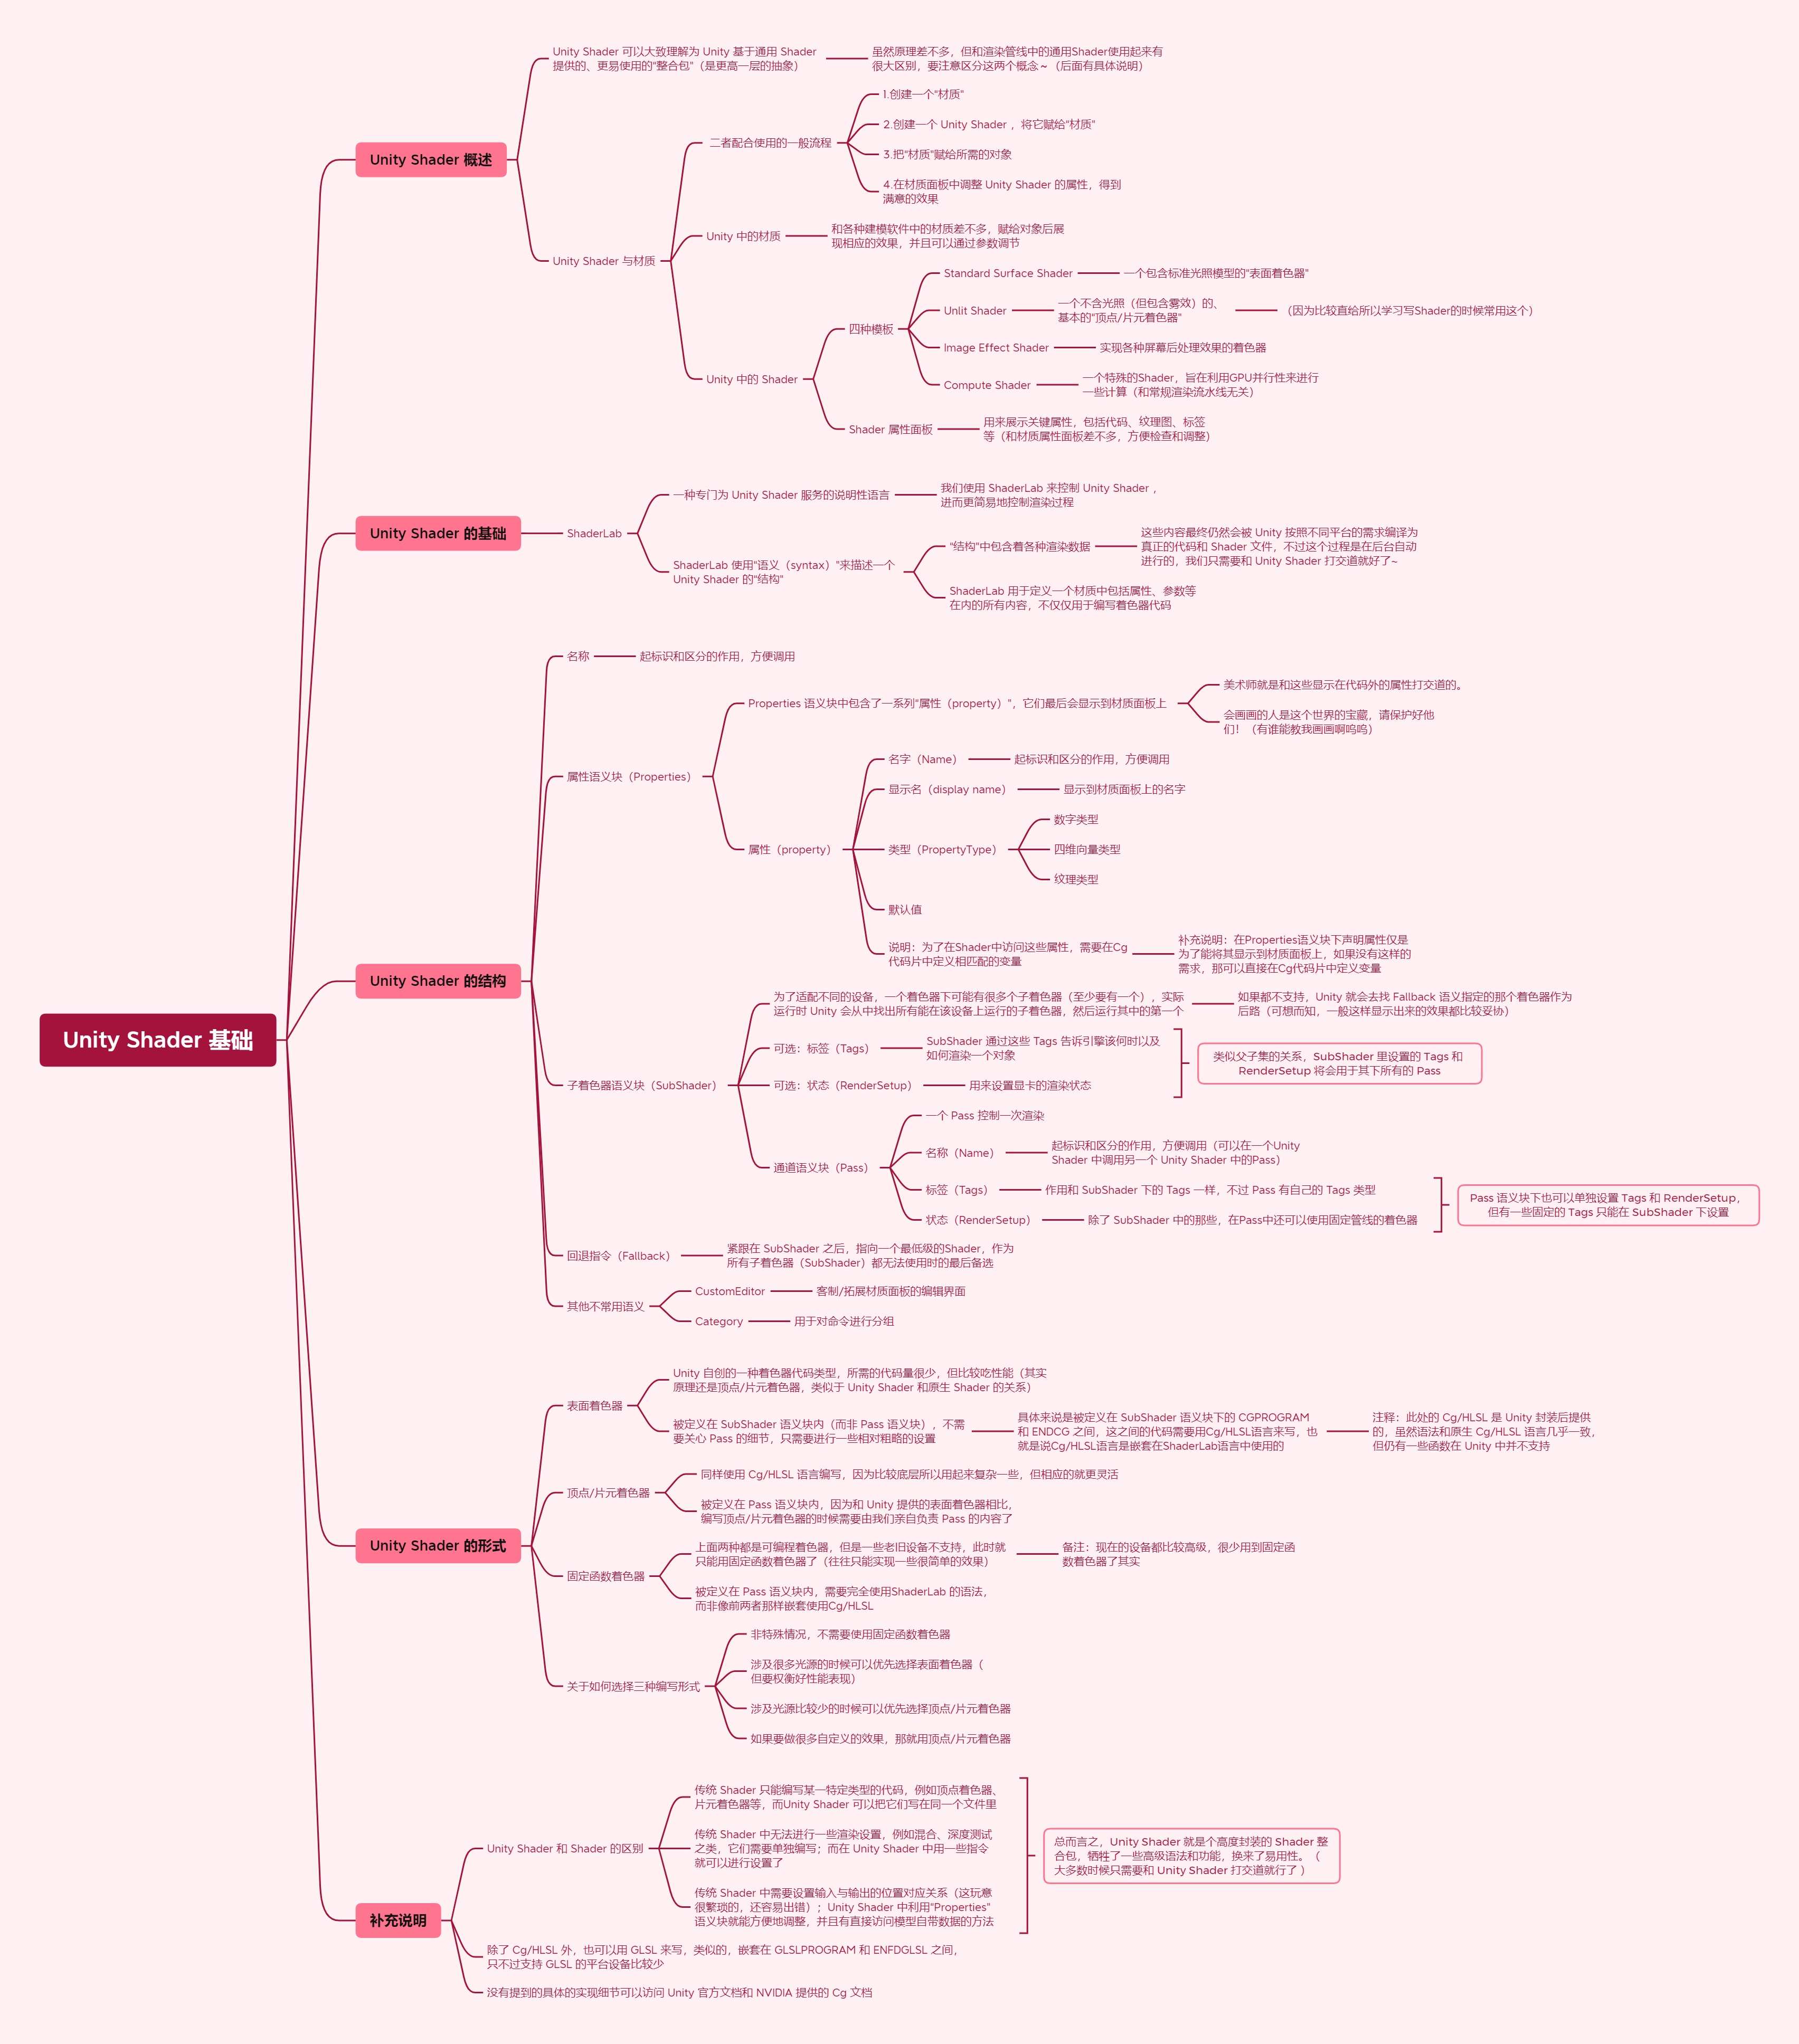 Unity Shader 基础
Unity Shader 概述
Unity Shader 可以大致理解为 Unity 基于通用 Shader
提供的、更易使用的"整合包"（是更高一层的抽象）
虽然原理差不多，但和渲染管线中的通用Shader使用起来有
很大区别，要注意区分这两个概念 ~（后面有具体说明）
Unity Shader 与材质
二者配合使用的一般流程
1.创建一个"材质"
2.创建一个 Unity Shader ，将它赋给"材质"
3.把"材质"赋给所需的对象
4.在材质面板中调整 Unity Shader 的属性，得到
满意的效果
Unity 中的材质
和各种建模软件中的材质差不多，赋给对象后展
现相应的效果，并且可以通过参数调节
Unity 中的 Shader
四种模板
Standard Surface Shader
一个包含标准光照模型的"表面着色器"
Unlit Shader
一个不含光照（但包含雾效）的、
基本的"顶点/片元着色器"
（因为比较直给所以学习写Shader的时候常用这个）
Image Effect Shader
实现各种屏幕后处理效果的着色器
Compute Shader
一个特殊的Shader，旨在利用GPU并行性来进行
一些计算（和常规渲染流水线无关）
Shader 属性面板
用来展示关键属性，包括代码、纹理图、标签
等（和材质属性面板差不多，方便检查和调整）
Unity Shader 的基础
ShaderLab
一种专门为 Unity Shader 服务的说明性语言
我们使用 ShaderLab 来控制 Unity Shader ，
进而更简易地控制渲染过程
ShaderLab 使用"语义（syntax）"来描述一个
Unity Shader 的"结构"
"结构"中包含着各种渲染数据
这些内容最终仍然会被 Unity 按照不同平台的需求编译为
真正的代码和 Shader 文件，不过这个过程是在后台自动
进行的，我们只需要和 Unity Shader 打交道就好了~
ShaderLab 用于定义一个材质中包括属性、参数等
在内的所有内容，不仅仅用于编写着色器代码
Unity Shader 的结构
名称
起标识和区分的作用，方便调用
属性语义块（Properties）
Properties 语义块中包含了一系列"属性（property）"，它们最后会显示到材质面板上
美术师就是和这些显示在代码外的属性打交道的。
会画画的人是这个世界的宝藏，请保护好他
们！（有谁能教我画画啊呜呜）
属性（property）
名字（Name）
起标识和区分的作用，方便调用
显示名（display name）
显示到材质面板上的名字
类型（PropertyType）
数字类型
四维向量类型
纹理类型
默认值
说明：为了在Shader中访问这些属性，需要在Cg
代码片中定义相匹配的变量
补充说明：在Properties语义块下声明属性仅是
为了能将其显示到材质面板上，如果没有这样的
需求，那可以直接在Cg代码片中定义变量
子着色器语义块（SubShader）
为了适配不同的设备，一个着色器下可能有很多个子着色器（至少要有一个），实际
运行时 Unity 会从中找出所有能在该设备上运行的子着色器，然后运行其中的第一个
如果都不支持，Unity 就会去找 Fallback 语义指定的那个着色器作为
后路（可想而知，一般这样显示出来的效果都比较妥协）
可选：标签（Tags）
SubShader 通过这些 Tags 告诉引擎该何时以及
如何渲染一个对象
可选：状态（RenderSetup）
用来设置显卡的渲染状态
类似父子集的关系，SubShader 里设置的 Tags 和
RenderSetup 将会用于其下所有的 Pass
通道语义块（Pass）
一个 Pass 控制一次渲染
名称（Name）
起标识和区分的作用，方便调用（可以在一个Unity
Shader 中调用另一个 Unity Shader 中的Pass）
标签（Tags）
作用和 SubShader 下的 Tags 一样，不过 Pass 有自己的 Tags 类型
状态（RenderSetup）
除了 SubShader 中的那些，在Pass中还可以使用固定管线的着色器
Pass 语义块下也可以单独设置 Tags 和 RenderSetup，
但有一些固定的 Tags 只能在 SubShader 下设置
回退指令（Fallback）
紧跟在 SubShader 之后，指向一个最低级的Shader，作为
所有子着色器（SubShader）都无法使用时的最后备选
其他不常用语义
CustomEditor
客制/拓展材质面板的编辑界面
Category
用于对命令进行分组
Unity Shader 的形式
表面着色器
Unity 自创的一种着色器代码类型，所需的代码量很少，但比较吃性能（其实
原理还是顶点/片元着色器，类似于 Unity Shader 和原生 Shader 的关系）
被定义在 SubShader 语义块内（而非 Pass 语义块），不需
要关心 Pass 的细节，只需要进行一些相对粗略的设置
具体来说是被定义在 SubShader 语义块下的 CGPROGRAM
和 ENDCG 之间，这之间的代码需要用Cg/HLSL语言来写，也
就是说Cg/HLSL语言是嵌套在ShaderLab语言中使用的
注释：此处的 Cg/HLSL 是 Unity 封装后提供
的，虽然语法和原生 Cg/HLSL 语言几乎一致，
但仍有一些函数在 Unity 中并不支持
顶点/片元着色器
同样使用 Cg/HLSL 语言编写，因为比较底层所以用起来复杂一些，但相应的就更灵活
被定义在 Pass 语义块内，因为和 Unity 提供的表面着色器相比，
编写顶点/片元着色器的时候需要由我们亲自负责 Pass 的内容了
固定函数着色器
上面两种都是可编程着色器，但是一些老旧设备不支持，此时就
只能用固定函数着色器了（往往只能实现一些很简单的效果）
备注：现在的设备都比较高级，很少用到固定函
数着色器了其实
被定义在 Pass 语义块内，需要完全使用ShaderLab 的语法，
而非像前两者那样嵌套使用Cg/HLSL
关于如何选择三种编写形式
非特殊情况，不需要使用固定函数着色器
涉及很多光源的时候可以优先选择表面着色器（
但要权衡好性能表现）
涉及光源比较少的时候可以优先选择顶点/片元着色器
如果要做很多自定义的效果，那就用顶点/片元着色器
补充说明
Unity Shader 和 Shader 的区别
传统 Shader 只能编写某一特定类型的代码，例如顶点着色器、
片元着色器等，而Unity Shader 可以把它们写在同一个文件里
传统 Shader 中无法进行一些渲染设置，例如混合、深度测试
之类，它们需要单独编写；而在 Unity Shader 中用一些指令
就可以进行设置了
传统 Shader 中需要设置输入与输出的位置对应关系（这玩意
很繁琐的，还容易出错）；Unity Shader 中利用"Properties"
语义块就能方便地调整，并且有直接访问模型自带数据的方法
总而言之，Unity Shader 就是个高度封装的 Shader 整
合包，牺牲了一些高级语法和功能，换来了易用性。（
大多数时候只需要和 Unity Shader 打交道就行了 ）
除了 Cg/HLSL 外，也可以用 GLSL 来写，类似的，嵌套在 GLSLPROGRAM 和 ENFDGLSL 之间，
只不过支持 GLSL 的平台设备比较少
没有提到的具体的实现细节可以访问 Unity 官方文档和 NVIDIA 提供的 Cg 文档